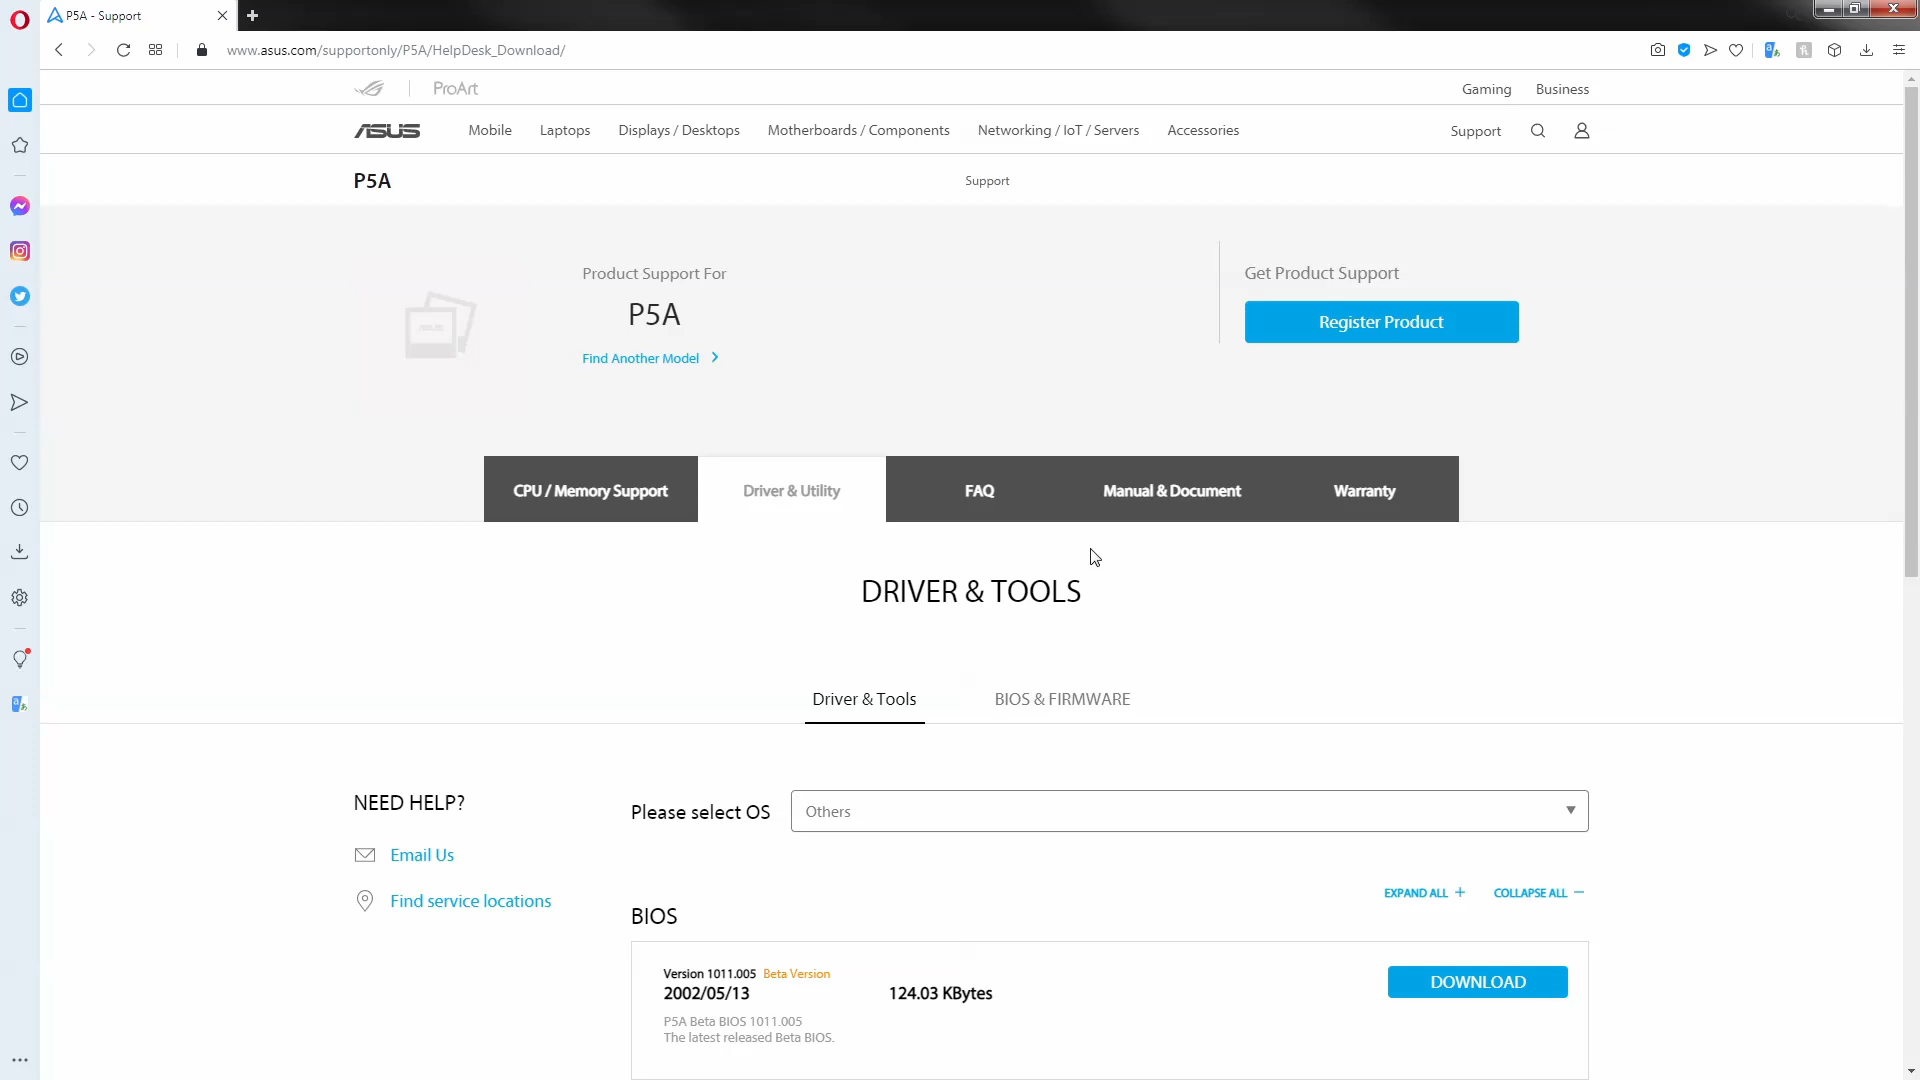 P5A - Support
www.asus.com/supportonly/P5A/HelpDesk_Download/
ProArt
Gaming
Business
ASUS
Mobile
Laptops
Displays / Desktops
Motherboards / Components
Networking / IoT / Servers
Accessories
Support
P5A
Support
Product Support For
P5A
Find Another Model
Get Product Support
Register Product
CPU / Memory Support
Driver & Utility
FAQ
Manual & Document
Warranty
DRIVER & TOOLS
Driver & Tools
BIOS & FIRMWARE
NEED HELP?
Email Us
Find service locations
Please select OS
Others
EXPAND ALL +
COLLAPSE ALL −
BIOS
Version 1011.005 Beta Version
2002/05/13
124.03 KBytes
DOWNLOAD
P5A Beta BIOS 1011.005
The latest released Beta BIOS.